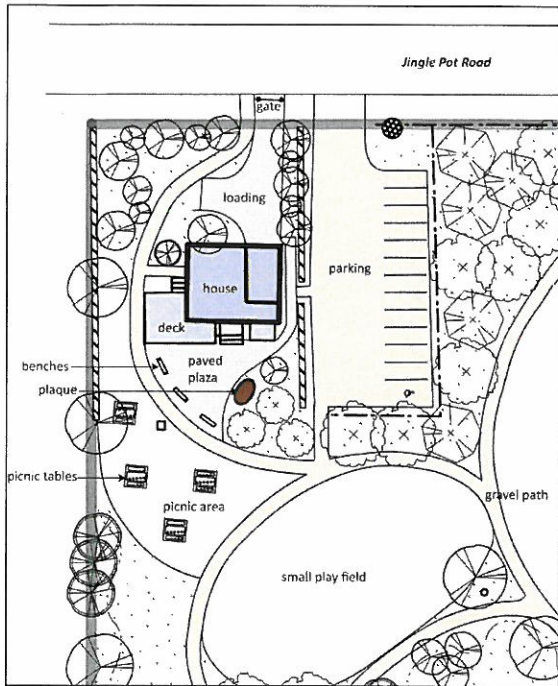 Jingle Pot Road
gate
loading
parking
house
deck
benches
paved
plaza
plaque
picnic tables
picnic area
gravel path
small play field